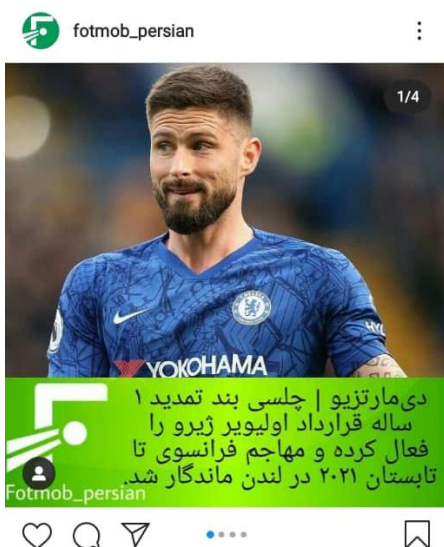 fotmob_persian
1/4
YOKOHAMA
دی‌مارتزیو | چلسی بند تمدید ۱
ساله قرارداد اولیویر ژیرو را
فعال کرده و مهاجم فرانسوی تا
تابستان ۲۰۲۱ در لندن ماندگار شد.
Fotmob_persian